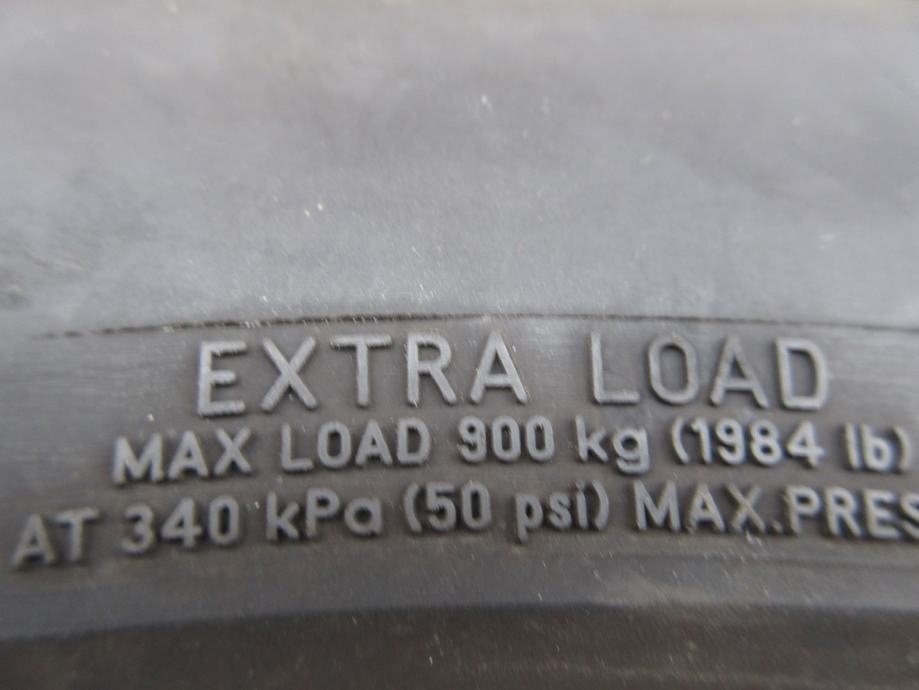 EXTRA LOAD
MAX LOAD 900 kg (1984 lb)
AT 340 kPa (50 psi) MAX.PRES